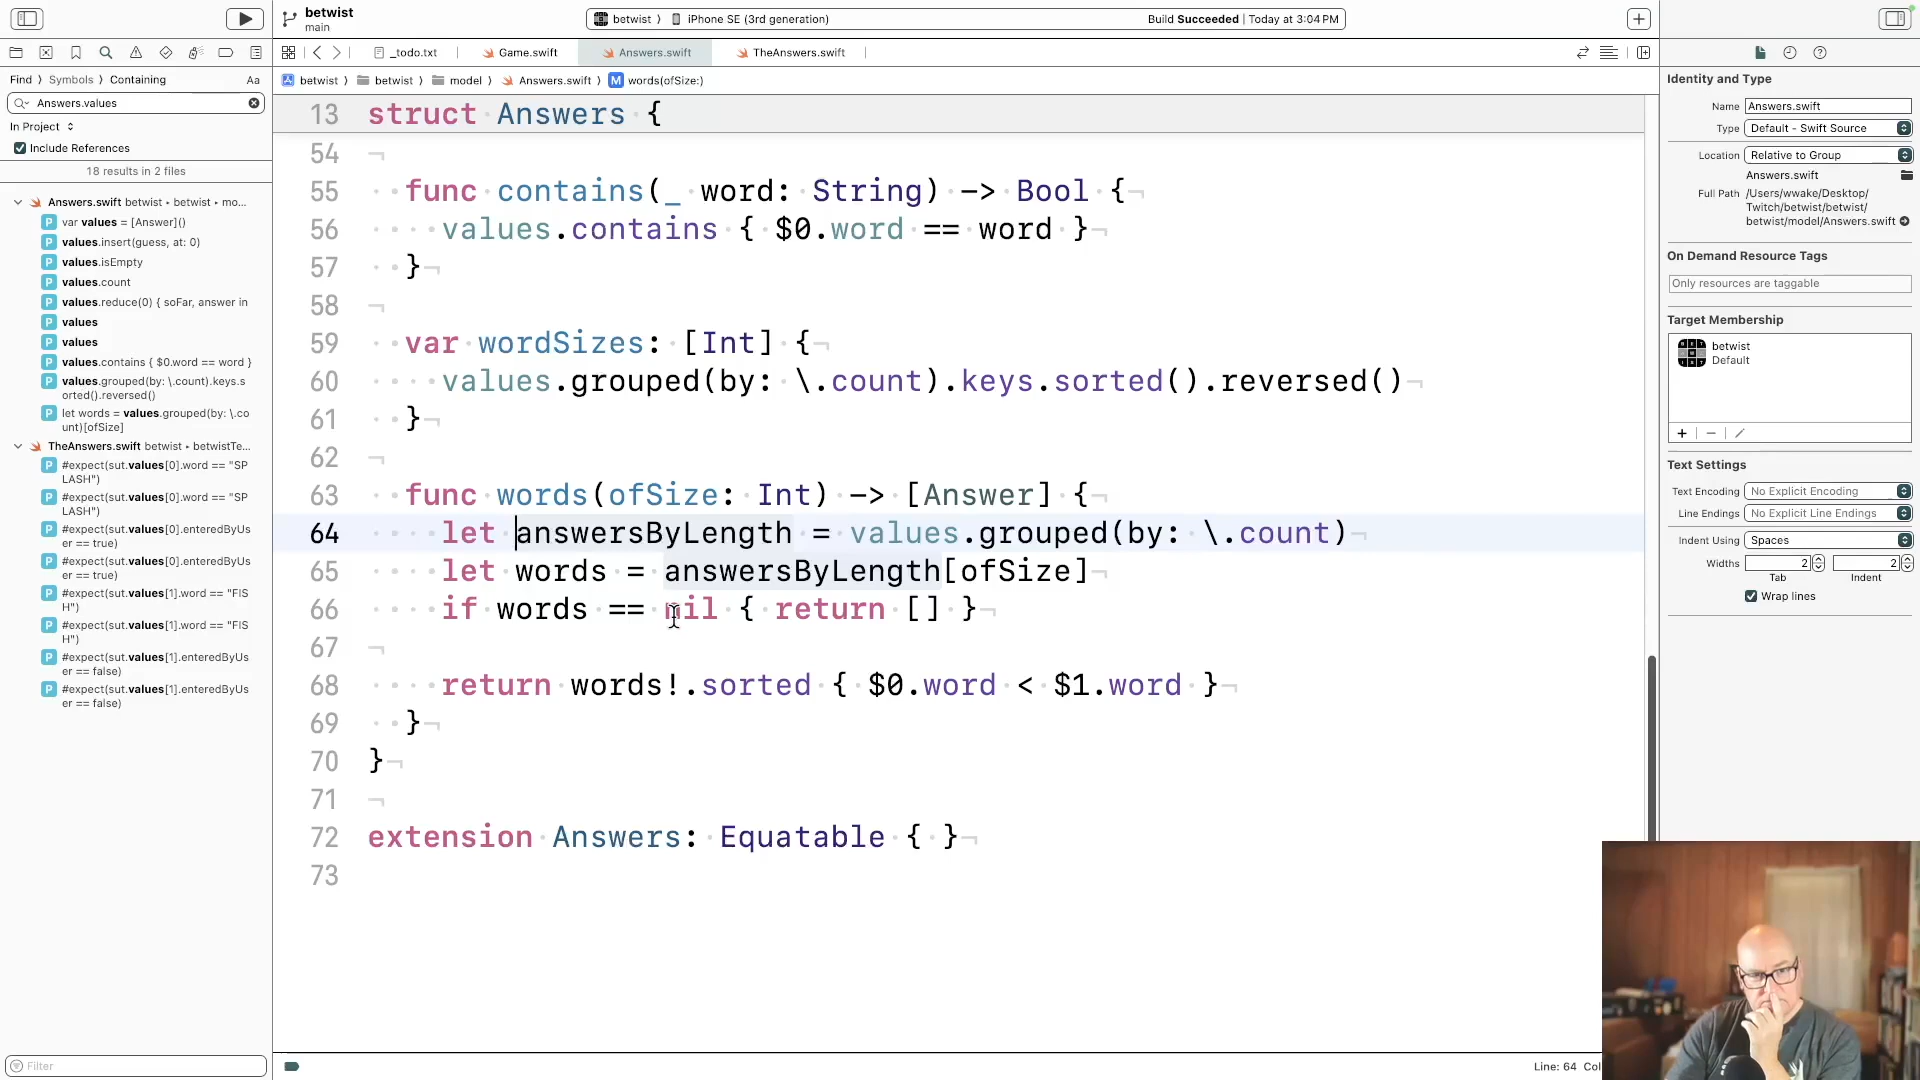 betwist
main
betwist
iPhone SE (3rd generation)
Build Succeeded | Today at 3:04 PM
_todo.txt
Game.swift
Answers.swift
TheAnswers.swift
Find
Symbols
Containing
Aa
betwist
betwist
model
Answers.swift
M
words(ofSize:)
Answers.values
In Project
Include References
18 results in 2 files
Answers.swift betwist ▸ betwist ▸ mo...
P var values = [Answer]()
P values.insert(guess, at: 0)
P values.isEmpty
P values.count
P values.reduce(0) { soFar, answer in
P values
P values
P values.contains { $0.word == word }
P values.grouped(by: \.count).keys.s
orted().reversed()
P let words = values.grouped(by: \.co
unt)[ofSize]
TheAnswers.swift betwist ▸ betwistTe...
P #expect(sut.values[0].word == "SP
LASH")
P #expect(sut.values[0].word == "SP
LASH")
P #expect(sut.values[0].enteredByUs
er == true)
P #expect(sut.values[0].enteredByUs
er == true)
P #expect(sut.values[1].word == "FIS
H")
P #expect(sut.values[1].word == "FIS
H")
P #expect(sut.values[1].enteredByUs
er == false)
P #expect(sut.values[1].enteredByUs
er == false)
Filter
13 struct Answers {
54
55 func contains(_ word: String) -> Bool {
56 values.contains { $0.word == word }
57 }
58
59 var wordSizes: [Int] {
60 values.grouped(by: \.count).keys.sorted().reversed()
61 }
62
63 func words(ofSize: Int) -> [Answer] {
64 let answersByLength = values.grouped(by: \.count)
65 let words = answersByLength[ofSize]
66 if words == nil { return [] }
67
68 return words!.sorted { $0.word < $1.word }
69 }
70 }
71
72 extension Answers: Equatable { }
73
Line: 64 Col
Identity and Type
Name Answers.swift
Type Default - Swift Source
Location Relative to Group
Answers.swift
Full Path /Users/wwake/Desktop/
Twitch/betwist/betwist/
betwist/model/Answers.swift
On Demand Resource Tags
Only resources are taggable
Target Membership
betwist
Default
Text Settings
Text Encoding No Explicit Encoding
Line Endings No Explicit Line Endings
Indent Using Spaces
Widths 2 2
Tab Indent
Wrap lines